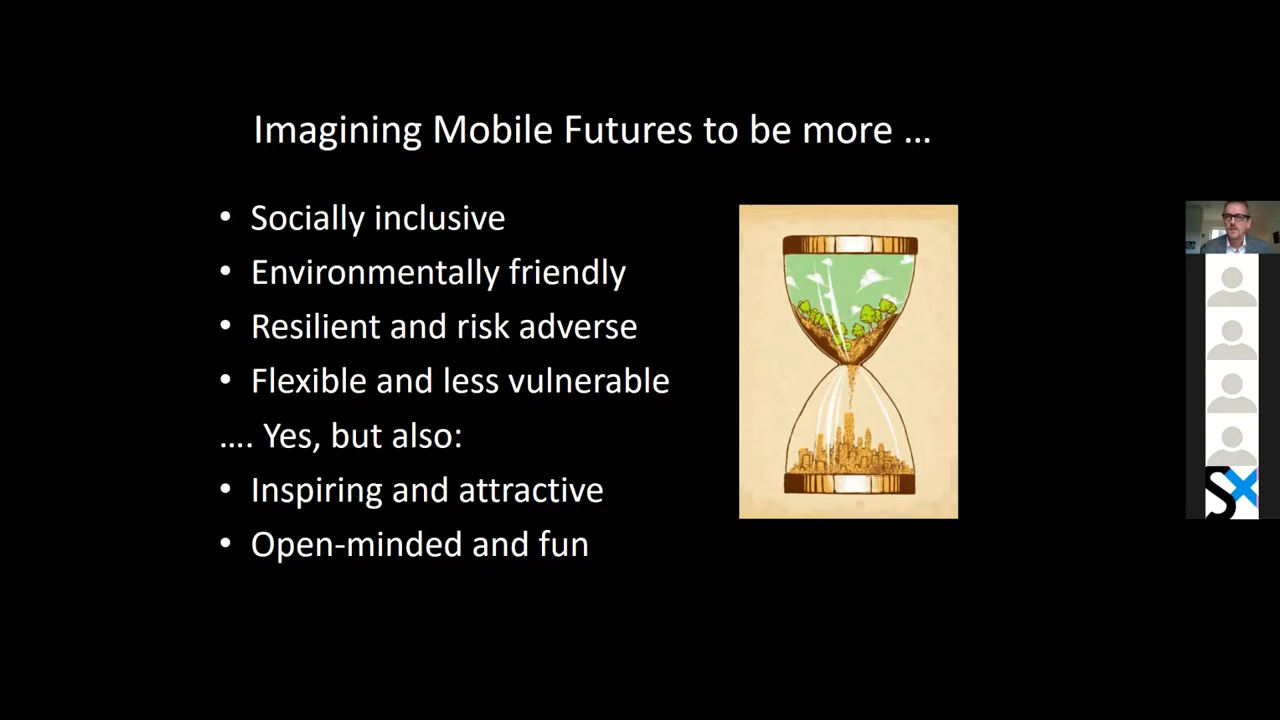 Imagining Mobile Futures to be more …
• Socially inclusive
• Environmentally friendly
• Resilient and risk adverse
• Flexible and less vulnerable
…. Yes, but also:
• Inspiring and attractive
• Open-minded and fun
SX